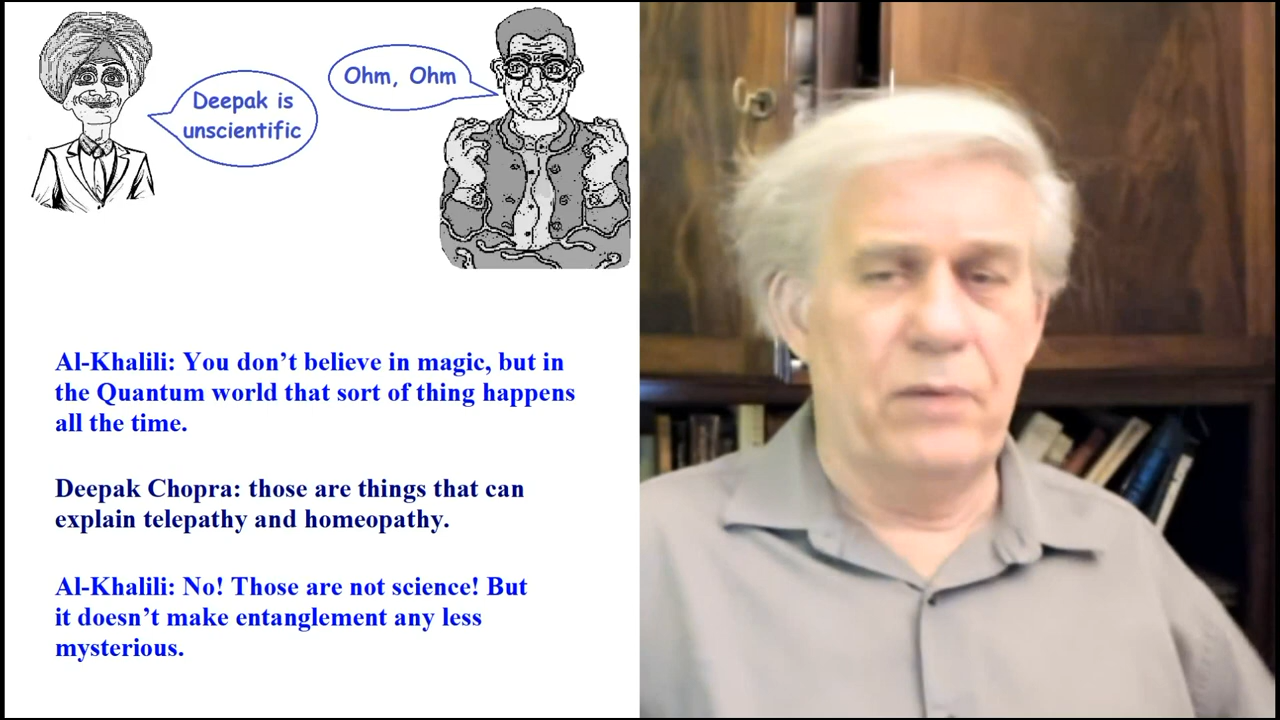 Deepak is
unscientific
Ohm, Ohm
Al-Khalili: You don’t believe in magic, but in
the Quantum world that sort of thing happens
all the time.
Deepak Chopra: those are things that can
explain telepathy and homeopathy.
Al-Khalili: No! Those are not science! But
it doesn’t make entanglement any less
mysterious.